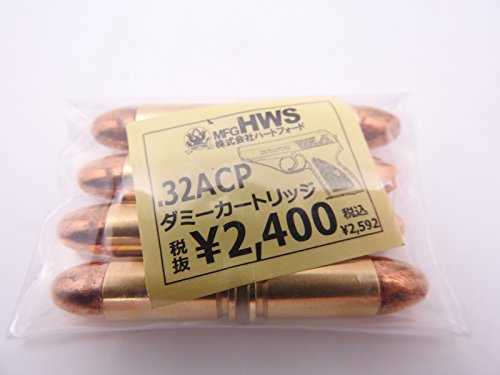 MFG HWS
株式会社ハートフォード
.32ACP
ダミーカートリッジ
税抜 ¥2,400 税込 ¥2,592